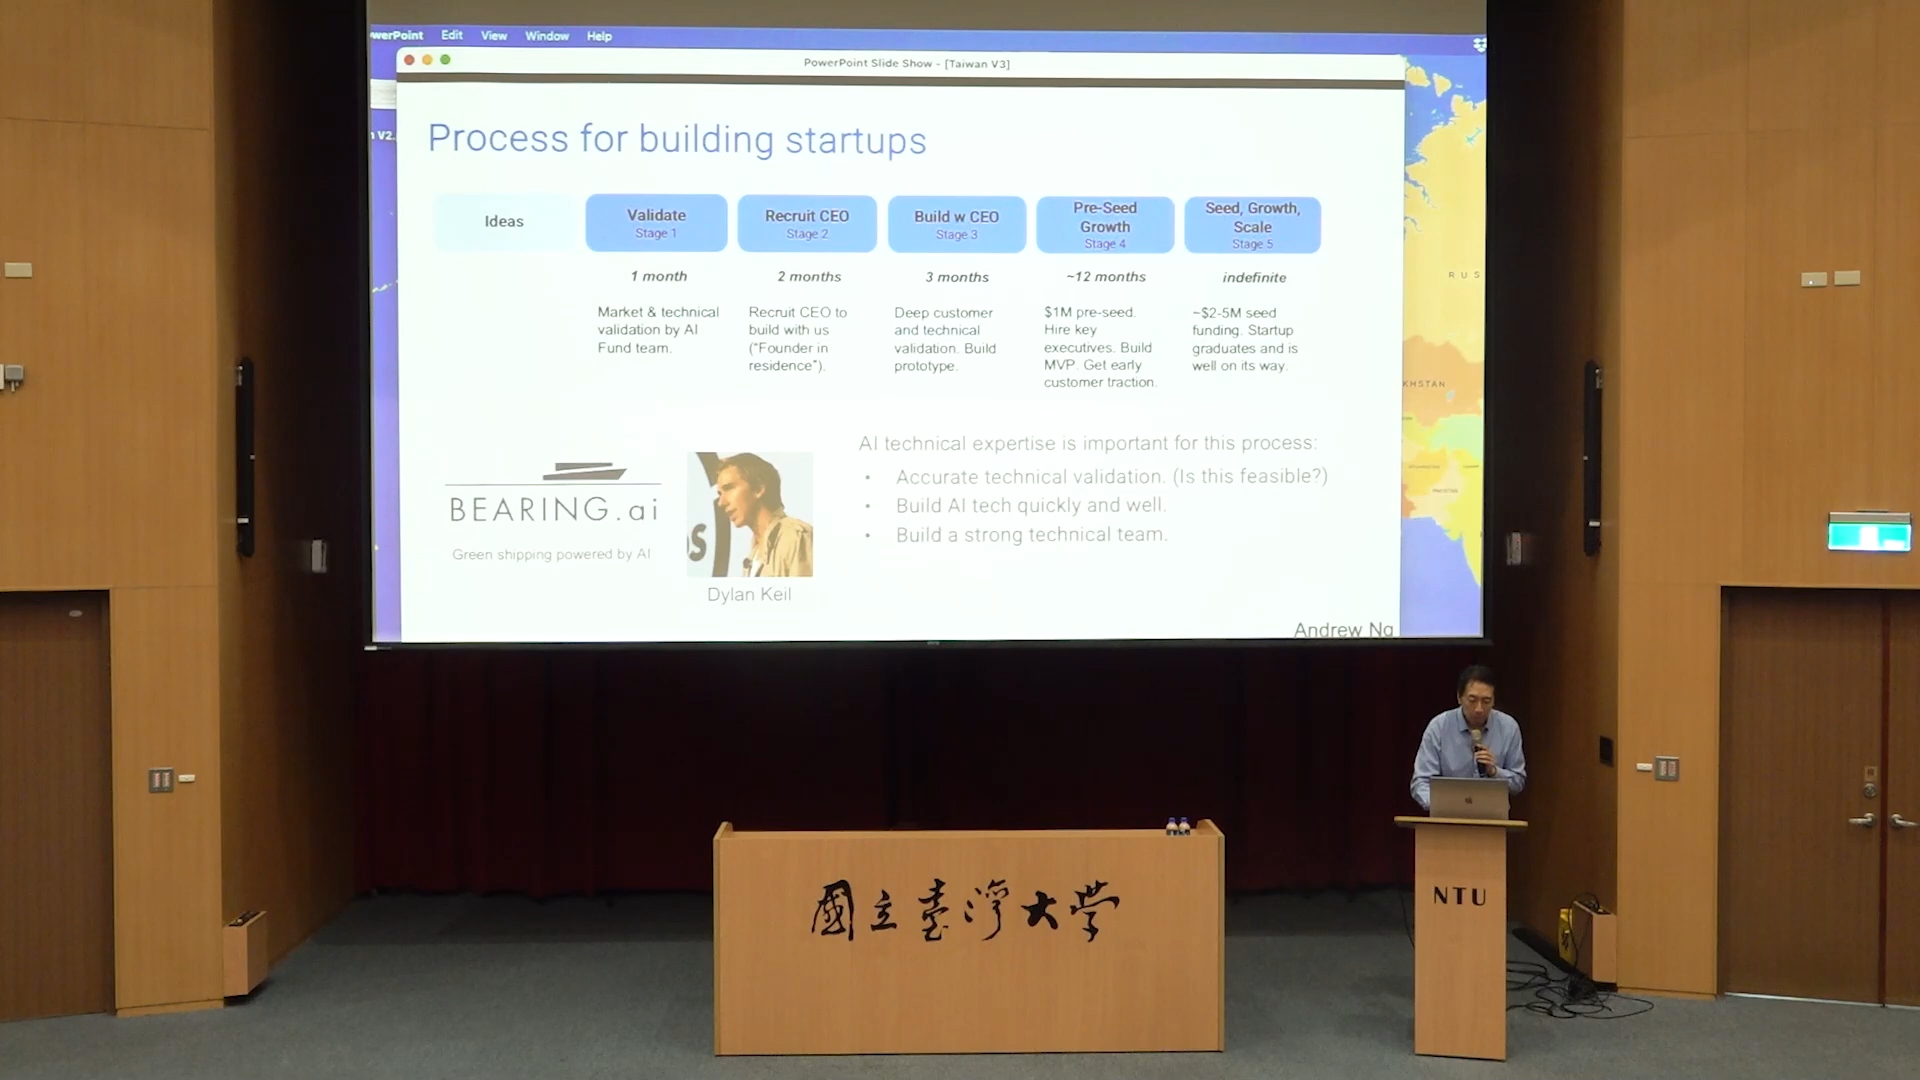 werPoint Edit View Window Help
PowerPoint Slide Show - [Taiwan V3]
V2.
Process for building startups
Ideas
Validate
Stage 1
1 month
Market & technical
validation by AI
Fund team.
Recruit CEO
Stage 2
2 months
Recruit CEO to
build with us
("Founder in
residence").
Build w CEO
Stage 3
3 months
Deep customer
and technical
validation. Build
prototype.
Pre-Seed
Growth
Stage 4
~12 months
$1M pre-seed.
Hire key
executives. Build
MVP. Get early
customer traction.
Seed, Growth,
Scale
Stage 5
indefinite
~$2-5M seed
funding. Startup
graduates and is
well on its way.
BEARING.ai
Green shipping powered by AI
Dylan Keil
AI technical expertise is important for this process:
• Accurate technical validation. (Is this feasible?)
• Build AI tech quickly and well.
• Build a strong technical team.
Andrew Ng
RUS
KHSTAN
國立臺灣大學
NTU